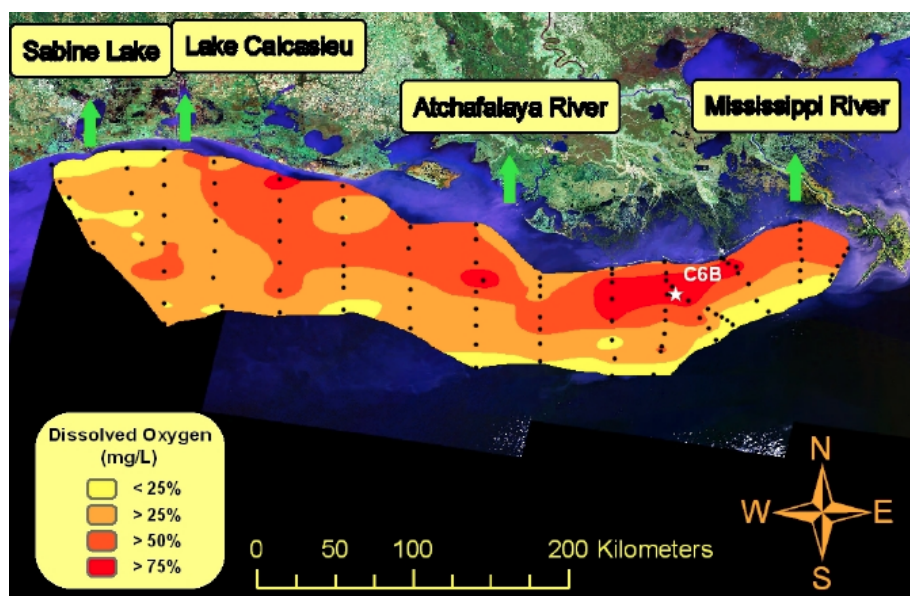 Sabine Lake
Lake Calcasieu
Atchafalaya River
Mississippi River
C6B
Dissolved Oxygen
(mg/L)
< 25%
> 25%
> 50%
> 75%
0 50 100 200 Kilometers
N
W E
S